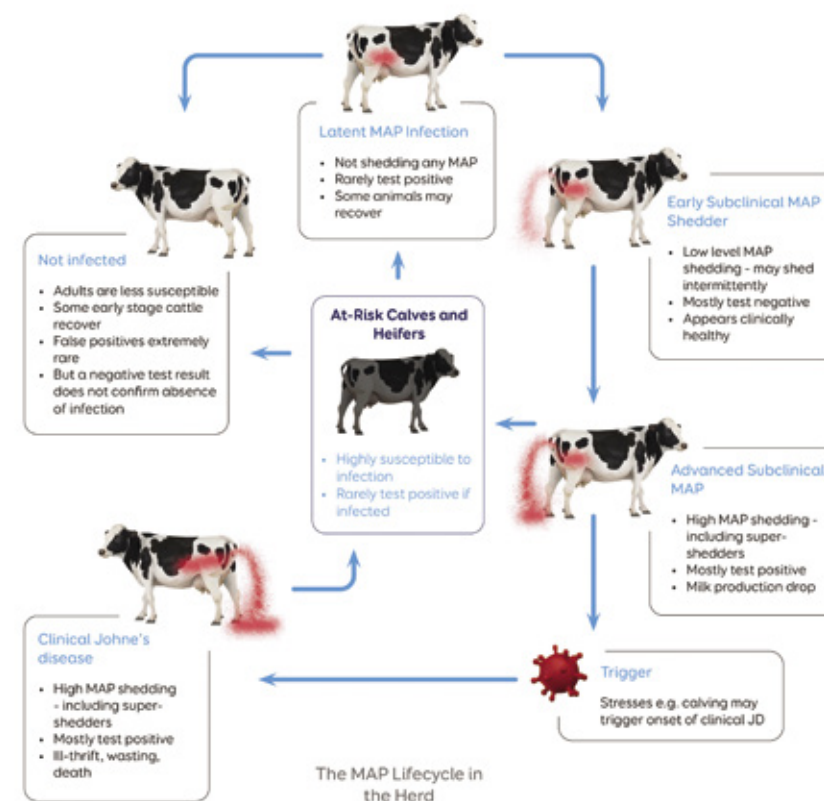 Latent MAP Infection
• Not shedding any MAP
• Rarely test positive
• Some animals may
recover
Early Subclinical MAP
Shedder
• Low level MAP
shedding - may shed
intermittently
• Mostly test negative
• Appears clinically
healthy
Not infected
• Adults are less susceptible
• Some early stage cattle
recover
• False positives extremely
rare
• But a negative test result
does not confirm absence
of infection
At-Risk Calves and
Heifers
• Highly susceptible to
infection
• Rarely test positive if
infected
Advanced Subclinical
MAP
• High MAP shedding -
including super-
shedders
• Mostly test positive
• Milk production drop
Clinical Johne's
disease
• High MAP shedding
- including super-
shedders
• Mostly test positive
• Ill-thrift, wasting,
death
Trigger
Stresses e.g. calving may
trigger onset of clinical JD
The MAP Lifecycle in
the Herd